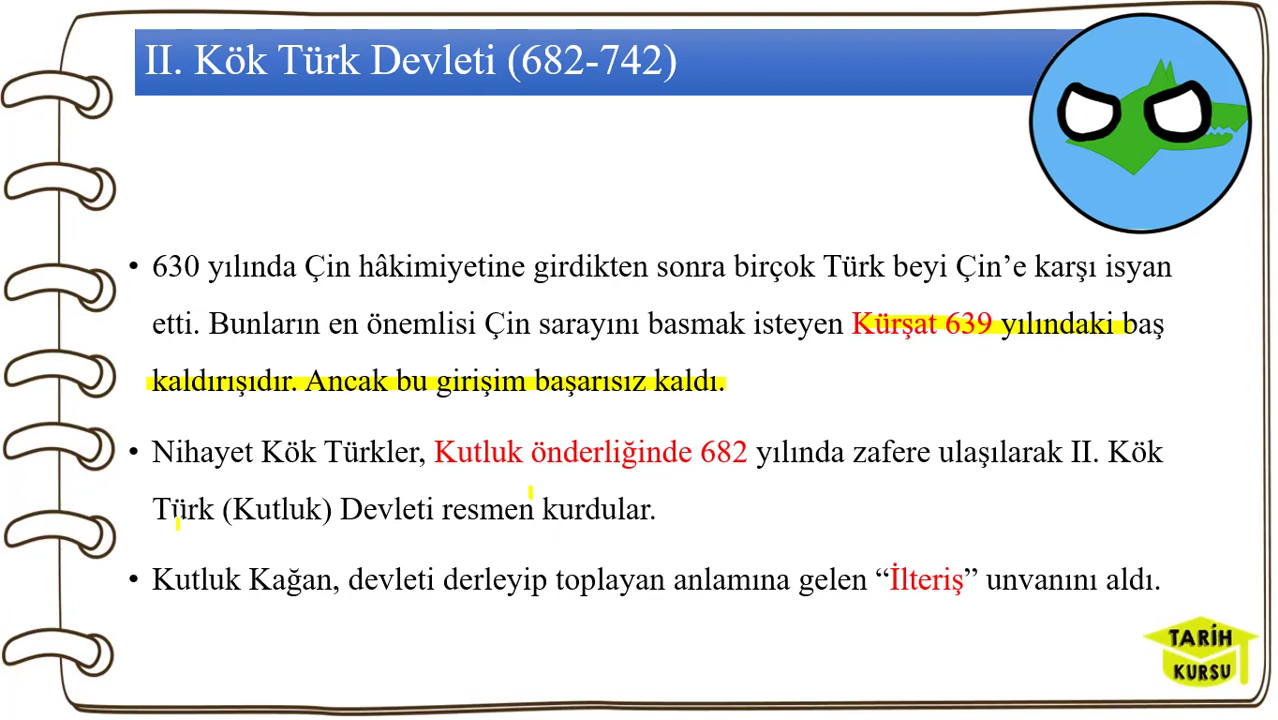 II. Kök Türk Devleti (682-742)
• 630 yılında Çin hâkimiyetine girdikten sonra birçok Türk beyi Çin’e karşı isyan
etti. Bunların en önemlisi Çin sarayını basmak isteyen Kürşat 639 yılındaki baş
kaldırışıdır. Ancak bu girişim başarısız kaldı.
• Nihayet Kök Türkler, Kutluk önderliğinde 682 yılında zafere ulaşılarak II. Kök
Türk (Kutluk) Devleti resmen kurdular.
• Kutluk Kağan, devleti derleyip toplayan anlamına gelen “İlteriş” unvanını aldı.
TARİH
KURSU